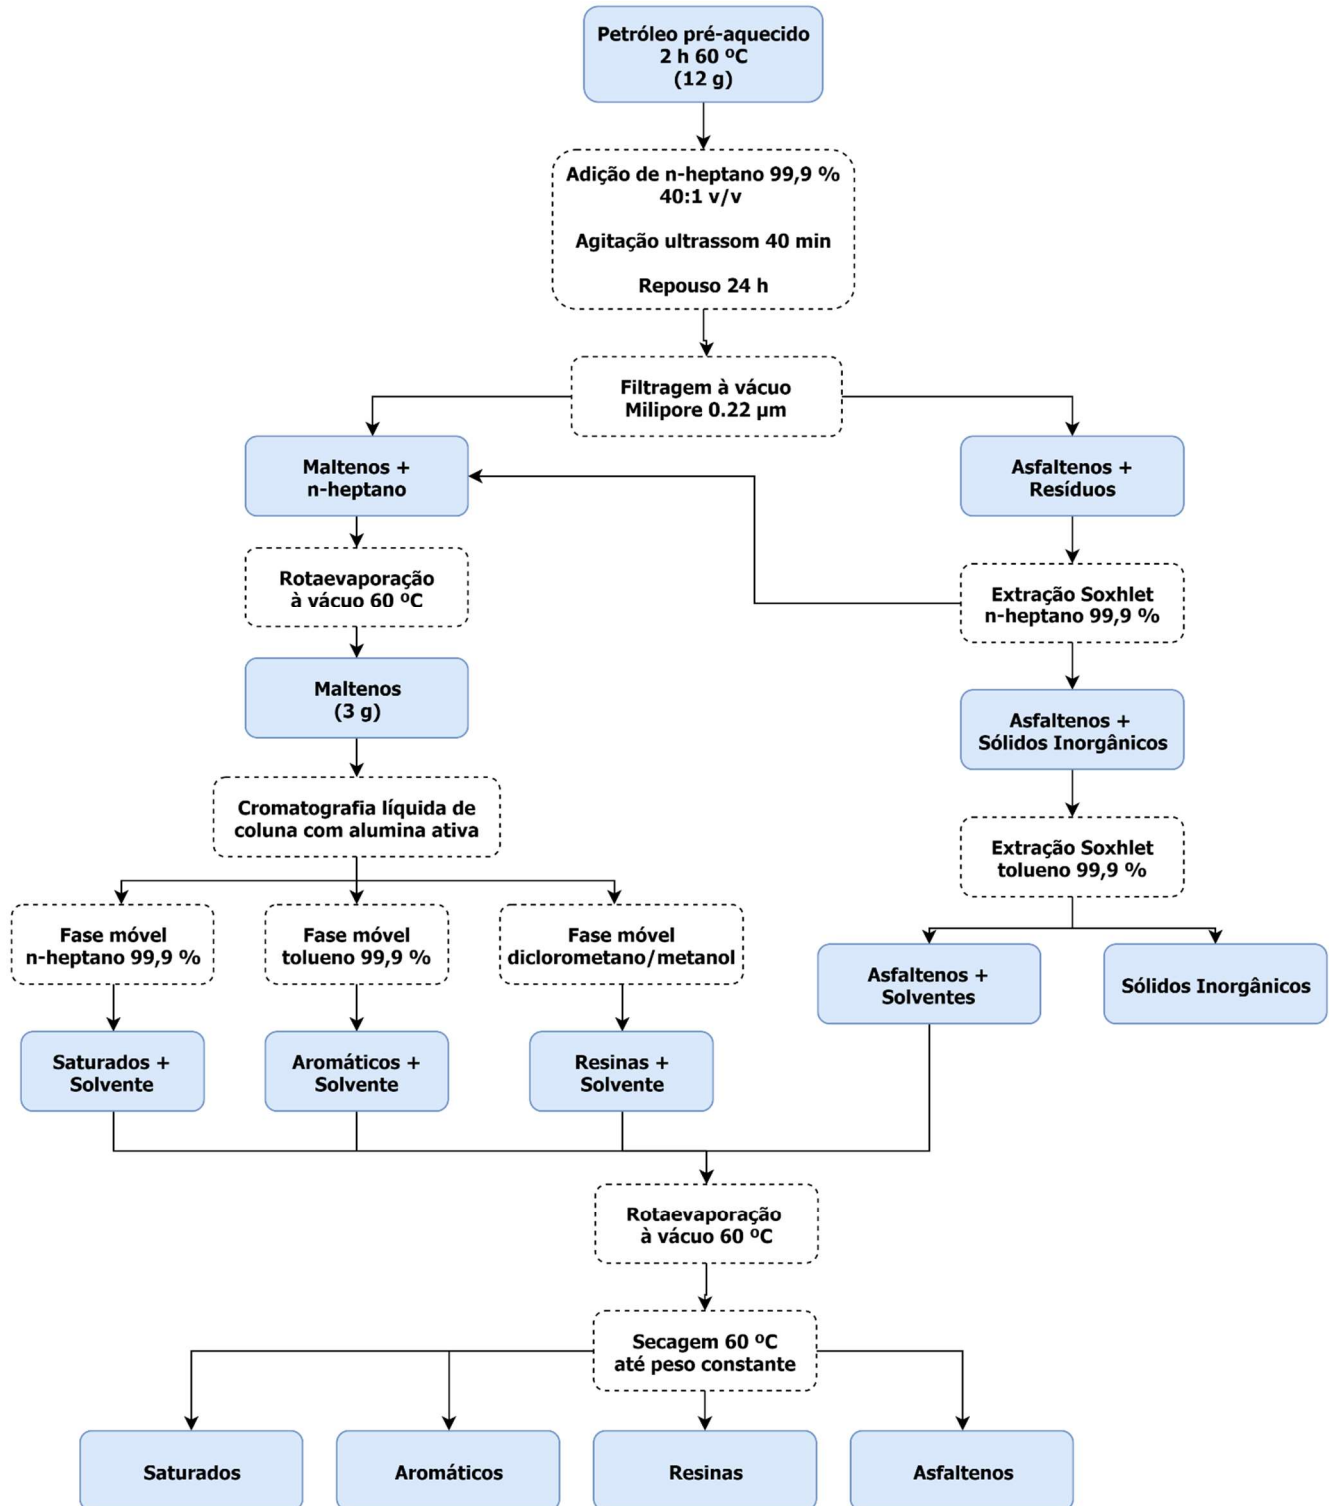 Petróleo pré-aquecido
2 h 60 ºC
(12 g)
Adição de n-heptano 99,9 %
40:1 v/v
Agitação ultrassom 40 min
Repouso 24 h
Filtragem à vácuo
Milipore 0.22 µm
Maltenos +
n-heptano
Asfaltenos +
Resíduos
Rotaevaporação
à vácuo 60 ºC
Extração Soxhlet
n-heptano 99,9 %
Maltenos
(3 g)
Asfaltenos +
Sólidos Inorgânicos
Cromatografia líquida de
coluna com alumina ativa
Extração Soxhlet
tolueno 99,9 %
Fase móvel
n-heptano 99,9 %
Fase móvel
tolueno 99,9 %
Fase móvel
diclorometano/metanol
Asfaltenos +
Solventes
Sólidos Inorgânicos
Saturados +
Solvente
Aromáticos +
Solvente
Resinas +
Solvente
Rotaevaporação
à vácuo 60 ºC
Secagem 60 ºC
até peso constante
Saturados
Aromáticos
Resinas
Asfaltenos